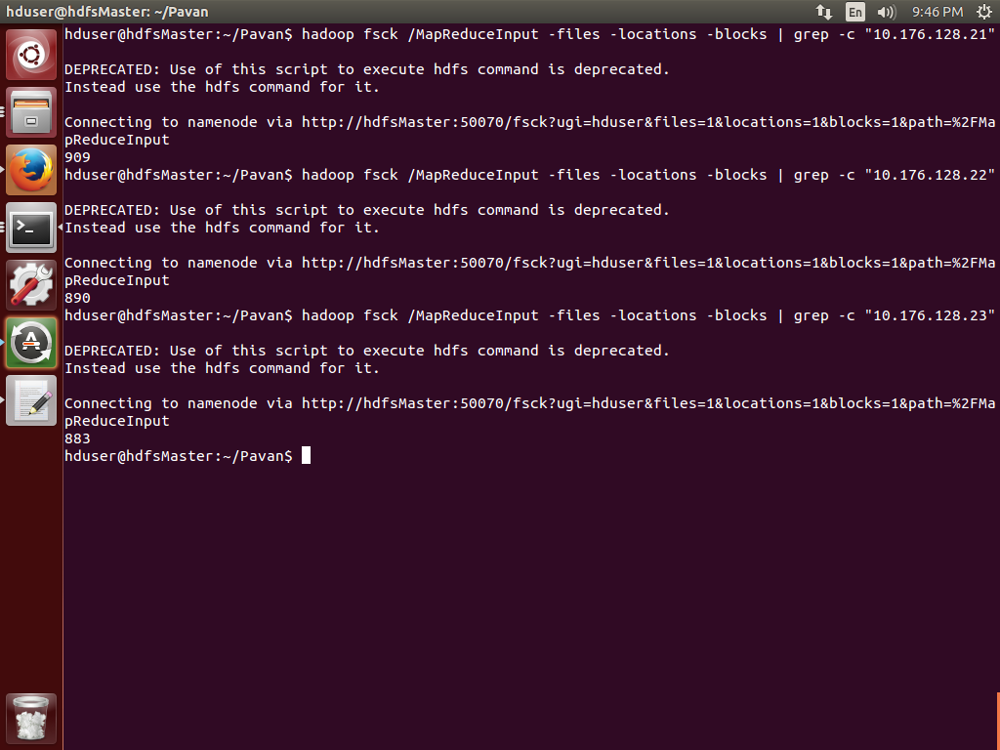 hduser@hdfsMaster: ~/Pavan
En
9:46 PM
hduser@hdfsMaster:~/Pavan$ hadoop fsck /MapReduceInput -files -locations -blocks | grep -c "10.176.128.21"
DEPRECATED: Use of this script to execute hdfs command is deprecated.
Instead use the hdfs command for it.
Connecting to namenode via http://hdfsMaster:50070/fsck?ugi=hduser&files=1&locations=1&blocks=1&path=%2FMa
pReduceInput
909
hduser@hdfsMaster:~/Pavan$ hadoop fsck /MapReduceInput -files -locations -blocks | grep -c "10.176.128.22"
DEPRECATED: Use of this script to execute hdfs command is deprecated.
Instead use the hdfs command for it.
Connecting to namenode via http://hdfsMaster:50070/fsck?ugi=hduser&files=1&locations=1&blocks=1&path=%2FMa
pReduceInput
890
hduser@hdfsMaster:~/Pavan$ hadoop fsck /MapReduceInput -files -locations -blocks | grep -c "10.176.128.23"
DEPRECATED: Use of this script to execute hdfs command is deprecated.
Instead use the hdfs command for it.
Connecting to namenode via http://hdfsMaster:50070/fsck?ugi=hduser&files=1&locations=1&blocks=1&path=%2FMa
pReduceInput
883
hduser@hdfsMaster:~/Pavan$